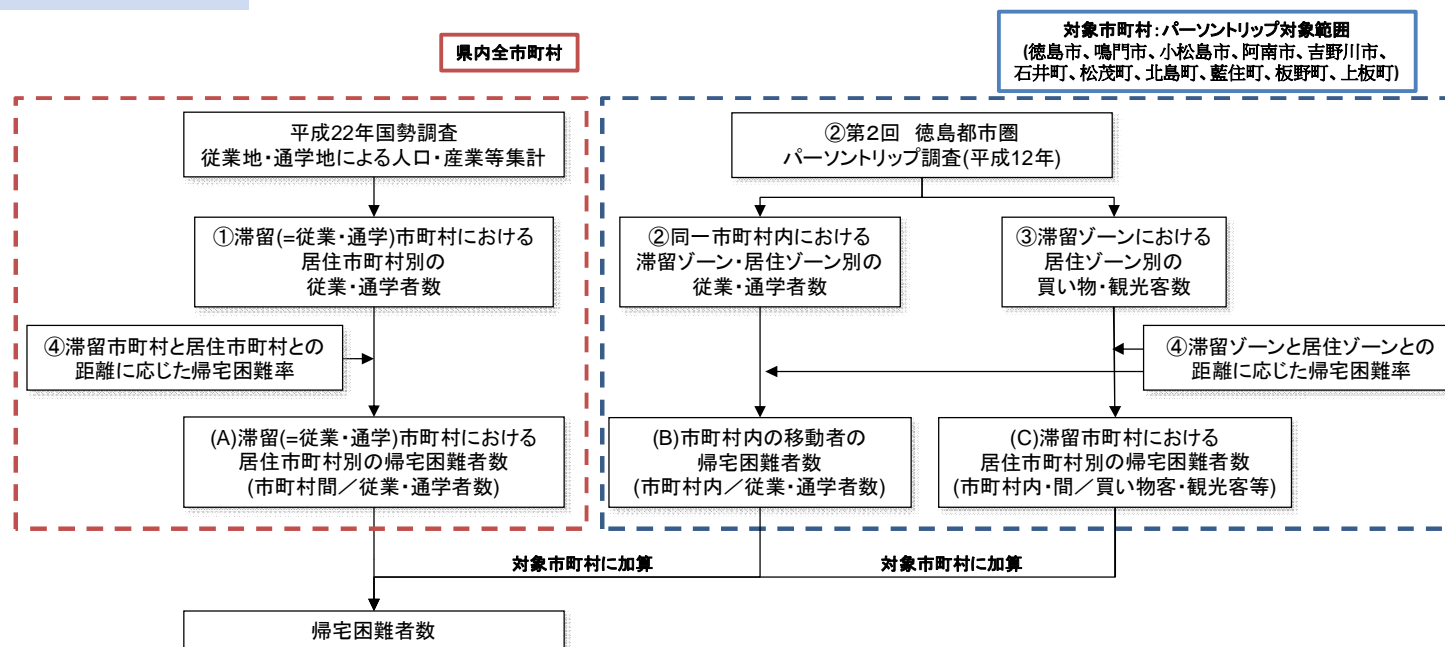 県内全市町村
対象市町村：パーソントリップ対象範囲
(徳島市、鳴門市、小松島市、阿南市、吉野川市、
石井町、松茂町、北島町、藍住町、板野町、上板町)
平成22年国勢調査
従業地・通学地による人口・産業等集計
②第2回　徳島都市圏
パーソントリップ調査(平成12年)
①滞留(=従業・通学)市町村における
居住市町村別の
従業・通学者数
②同一市町村内における
滞留ゾーン・居住ゾーン別の
従業・通学者数
③滞留ゾーンにおける
居住ゾーン別の
買い物・観光客数
④滞留市町村と居住市町村との
距離に応じた帰宅困難率
④滞留ゾーンと居住ゾーンとの
距離に応じた帰宅困難率
(A)滞留(=従業・通学)市町村における
居住市町村別の帰宅困難者数
(市町村間／従業・通学者数)
(B)市町村内の移動者の
帰宅困難者数
(市町村内／従業・通学者数)
(C)滞留市町村における
居住市町村別の帰宅困難者数
(市町村内・間／買い物客・観光客等)
対象市町村に加算
対象市町村に加算
帰宅困難者数